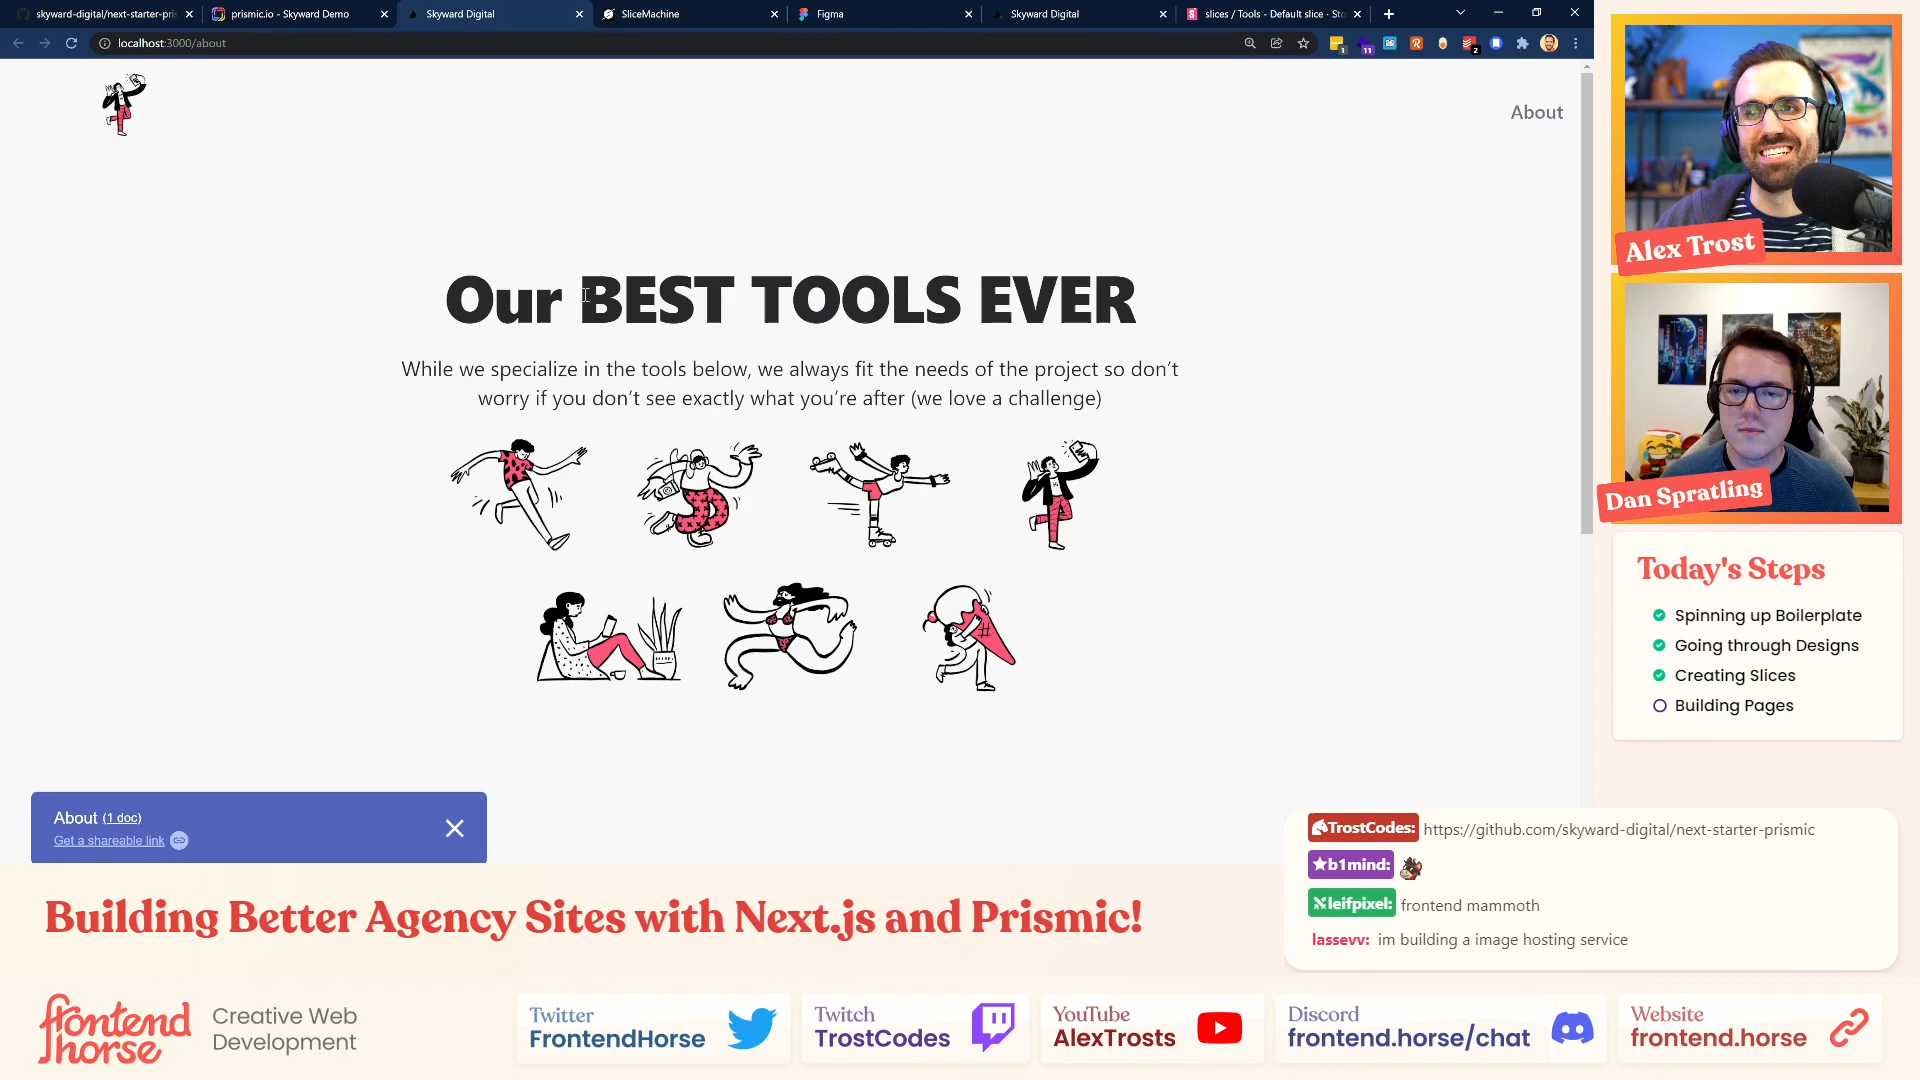 skyward-digital/next-starter-pris
prismic.io - Skyward Demo
Skyward Digital
SliceMachine
Figma
Skyward Digital
slices / Tools - Default slice · Sto
localhost:3000/about
1
11
2
About
Our BEST TOOLS EVER
While we specialize in the tools below, we always fit the needs of the project so don't
worry if you don't see exactly what you're after (we love a challenge)
About (1 doc)
Get a shareable link
Alex Trost
Dan Spratling
Today's Steps
Spinning up Boilerplate
Going through Designs
Creating Slices
Building Pages
TrostCodes: https://github.com/skyward-digital/next-starter-prismic
b1mind:
leifpixel: frontend mammoth
lassevv: im building a image hosting service
Building Better Agency Sites with Next.js and Prismic!
frontend
horse
Creative Web
Development
Twitter
FrontendHorse
Twitch
TrostCodes
YouTube
AlexTrosts
Discord
frontend.horse/chat
Website
frontend.horse